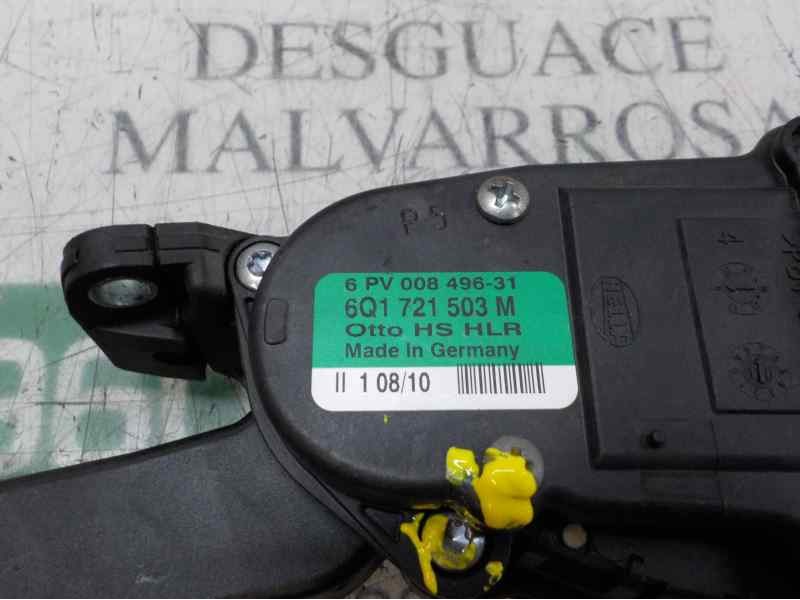 DESGUACE
MALVARROSA
P5
6 PV 008 496-31
6Q1 721 503 M
Otto HS HLR
Made In Germany
II 1 08/10
HELLA
4
10